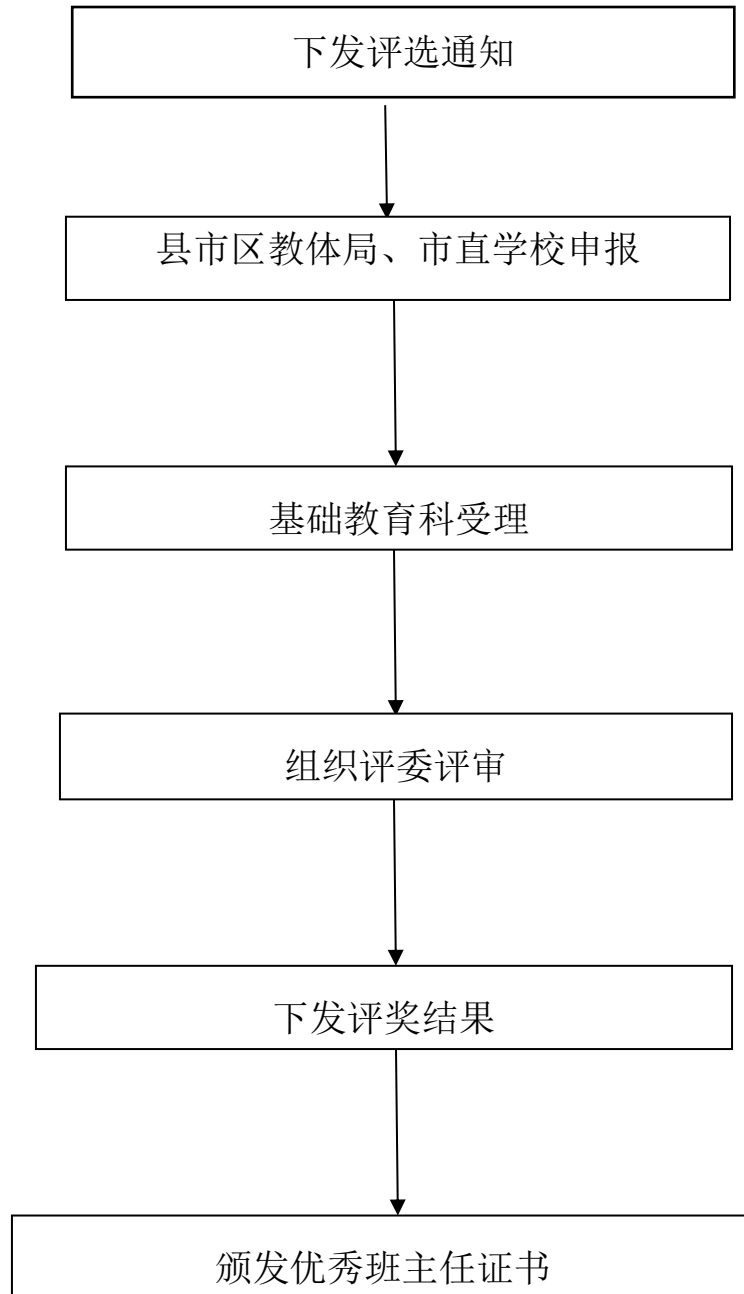 下发评选通知
县市区教体局、市直学校申报
基础教育科受理
组织评委评审
下发评奖结果
颁发优秀班主任证书